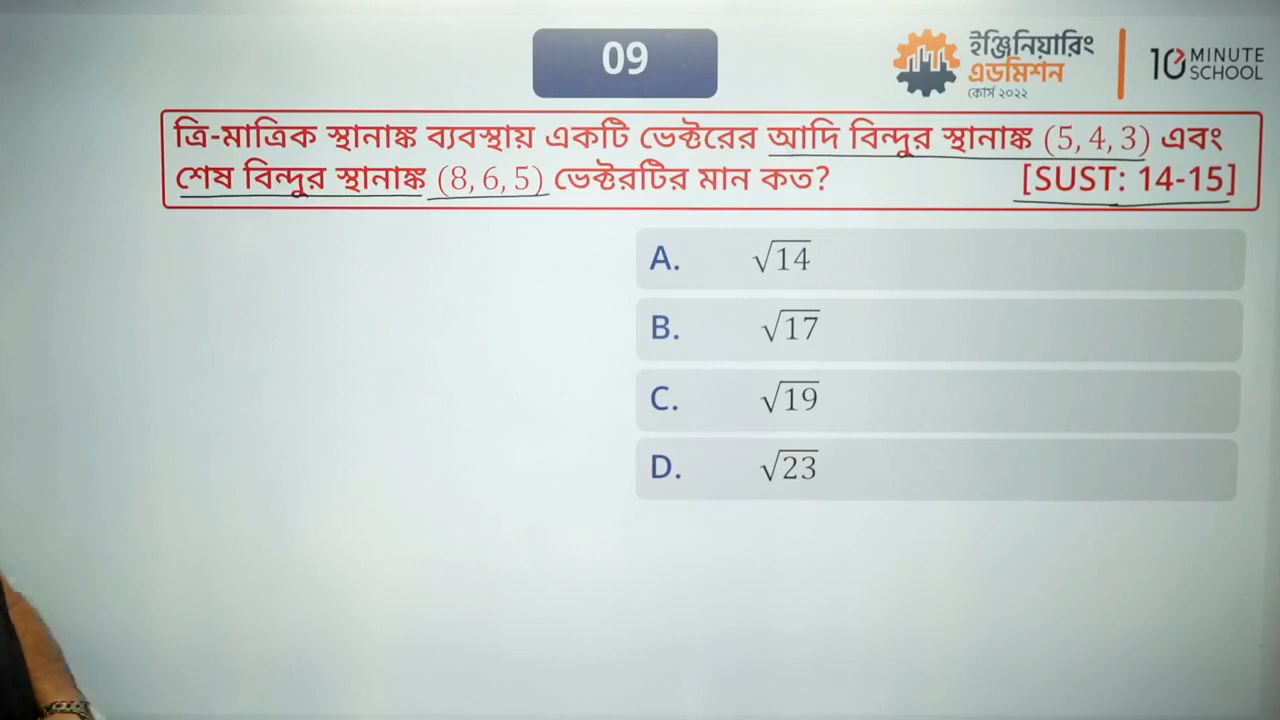 09
ইঞ্জিনিয়ারিং
এডমিশন
কোর্স ২০২২
10 MINUTE
SCHOOL
ত্রি-মাত্রিক স্থানাঙ্ক ব্যবস্থায় একটি ভেক্টরের আদি বিন্দুর স্থানাঙ্ক (5, 4, 3) এবং
শেষ বিন্দুর স্থানাঙ্ক (8, 6, 5) ভেক্টরটির মান কত? [SUST: 14-15]
A. √14
B. √17
C. √19
D. √23